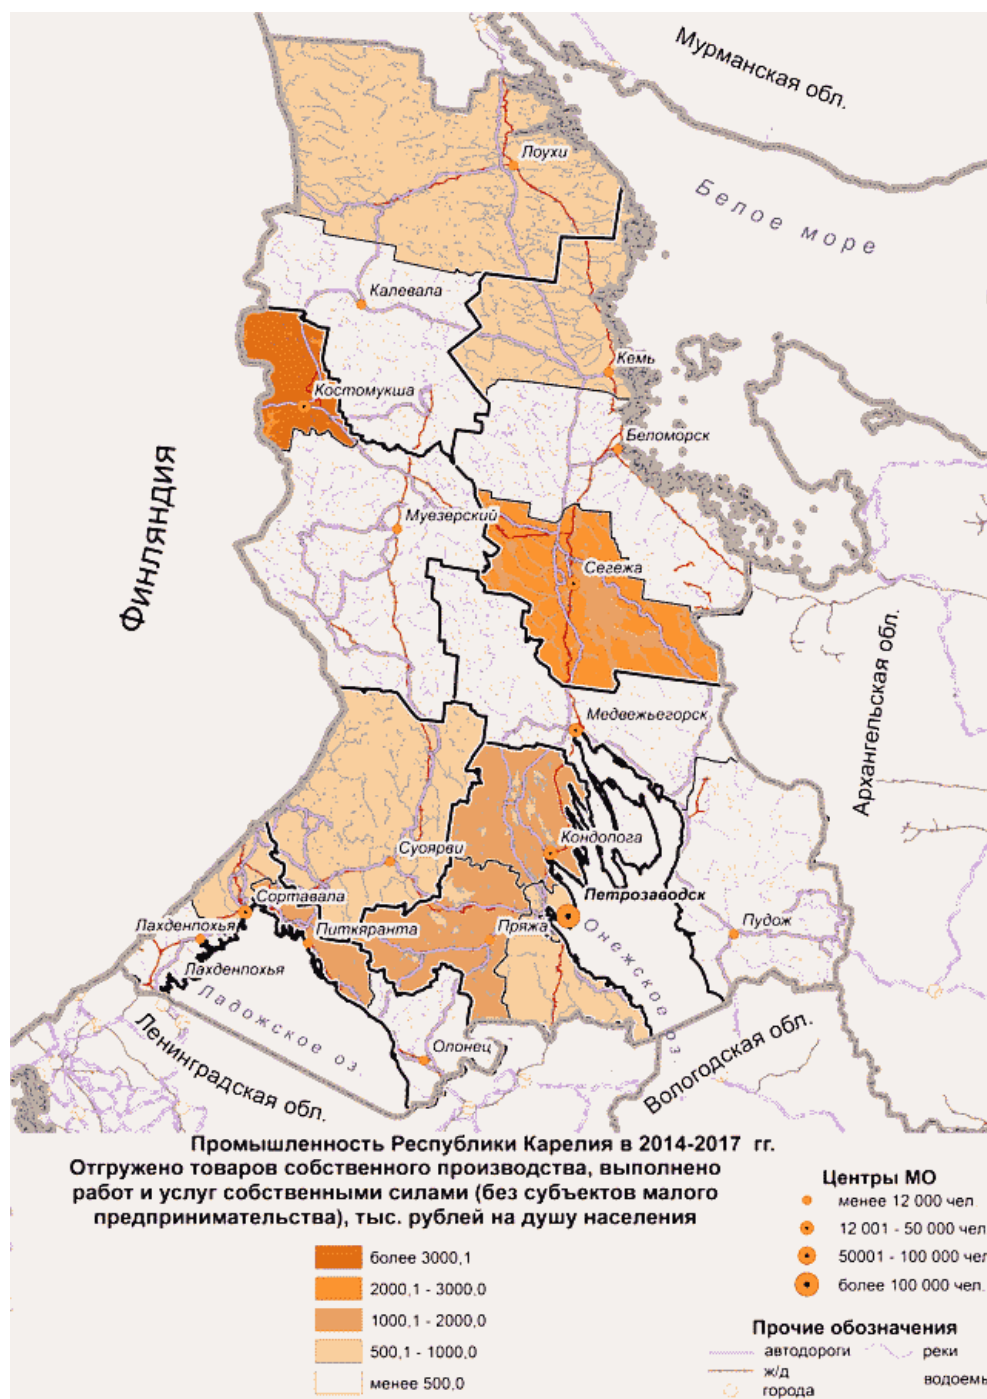 Мурманская обл.
Лоухи
Белое море
Калевала
Кемь
Костомукша
Беломорск
Финляндия
Муезерский
Сегежа
Архангельская обл.
Медвежьегорск
Кондопога
Суоярви
Петрозаводск
Сортавала
Лахденпохья
Питкяранта
Пряжа
Пудож
Онежское оз.
Лахденпохья
Ладожское оз.
Олонец
Ленинградская обл.
Вологодская обл.
Промышленность Республики Карелия в 2014-2017 гг.
Отгружено товаров собственного производства, выполнено
работ и услуг собственными силами (без субъектов малого
предпринимательства), тыс. рублей на душу населения
более 3000,1
2000,1 - 3000,0
1000,1 - 2000,0
500,1 - 1000,0
менее 500,0
Центры МО
менее 12 000 чел
12 001 - 50 000 чел
50001 - 100 000 чел
более 100 000 чел.
Прочие обозначения
автодороги
реки
ж/д
водоемы
города